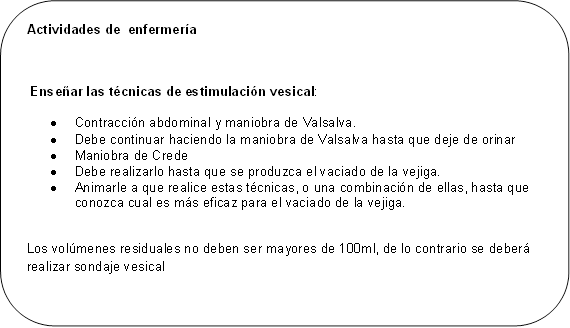 Actividades de enfermería
Enseñar las técnicas de estimulación vesical:
• Contracción abdominal y maniobra de Valsalva.
• Debe continuar haciendo la maniobra de Valsalva hasta que deje de orinar
• Maniobra de Crede
• Debe realizarlo hasta que se produzca el vaciado de la vejiga.
• Animarle a que realice estas técnicas, o una combinación de ellas, hasta que
conozca cual es más eficaz para el vaciado de la vejiga.
Los volúmenes residuales no deben ser mayores de 100ml, de lo contrario se deberá
realizar sondaje vesical